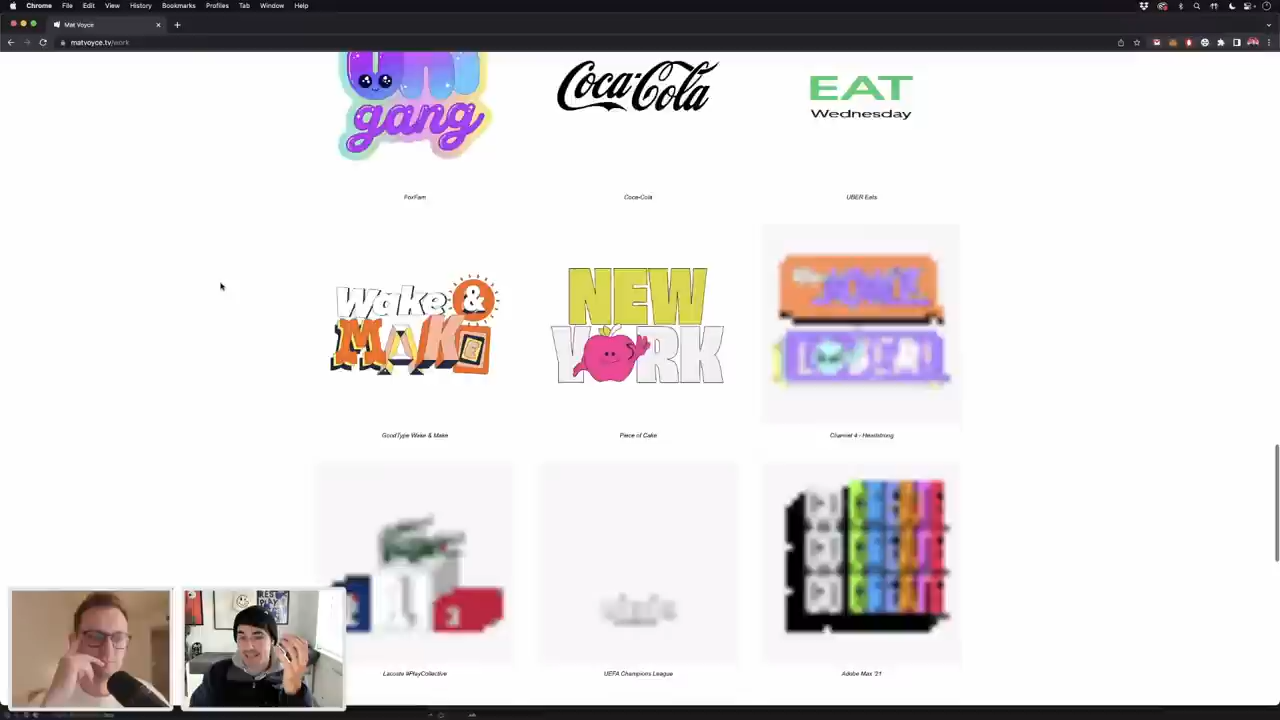 Chrome File Edit View History Bookmarks Profiles Tab Window Help
Mat Voyce
matvoyce.tv/work
gang
Coca-Cola
EAT
Wednesday
FoxFam
Coca-Cola
UBER Eats
Wake &
MAKE
NEW
YORK
GoodType Wake & Make
Piece of Cake
Channel 4 - Headstrong
Lacoste #PlayCollective
UEFA Champions League
Adobe Max '21
REST
PLAY